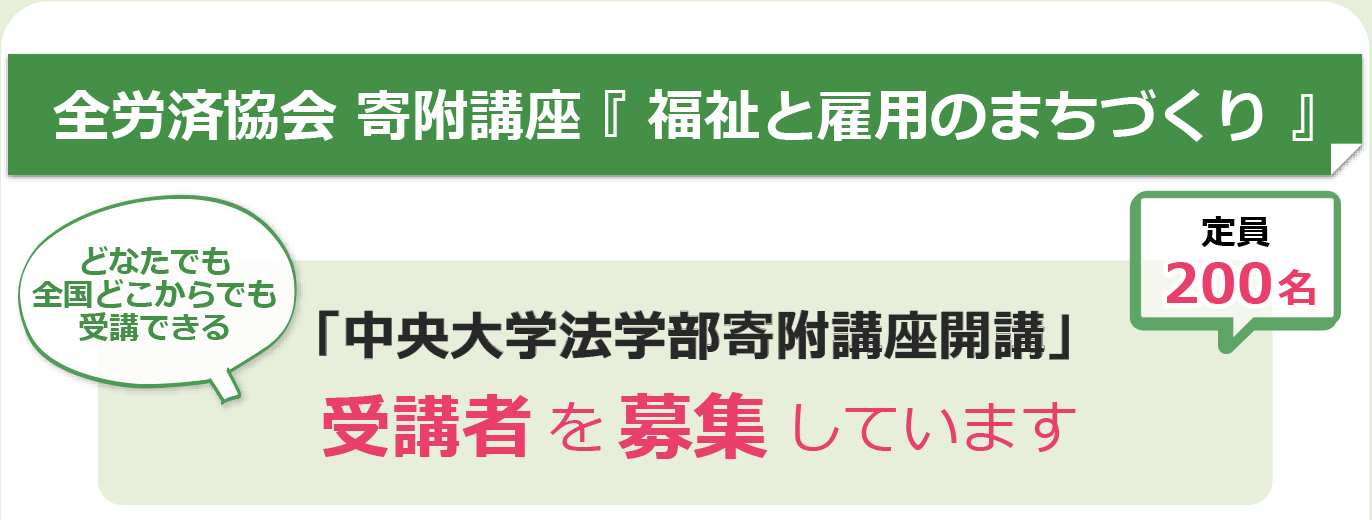 全労済協会 寄附講座『 福祉と雇用のまちづくり 』
どなたでも
全国どこからでも
受講できる
定員
200名
「中央大学法学部寄附講座開講」
受講者 を 募集 しています